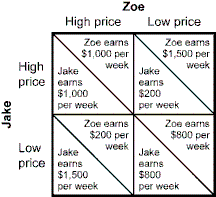 Zoe
High price Low price
Zoe earns
$1,000 per
week
Zoe earns
$1,500 per
week
High
price
Jake
earns
$1,000
per week
Jake
earns
$200
per week
Jake
Zoe earns
$200 per
week
Zoe earns
$800 per
week
Low
price
Jake
earns
$1,500
per week
Jake
earns
$800
per week